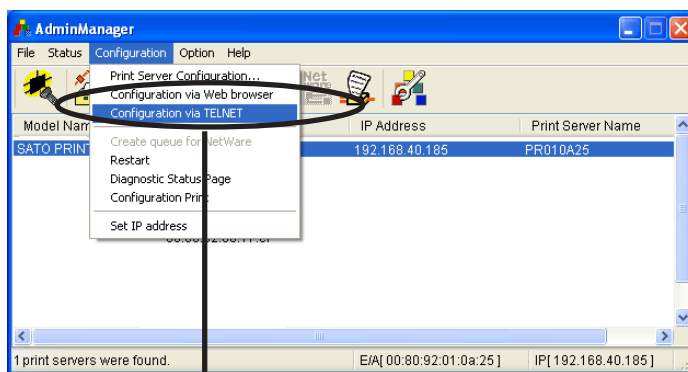 AdminManager
File Status Configuration Option Help
Print Server Configuration...
Configuration via Web browser
Configuration via TELNET
Create queue for NetWare
Restart
Diagnostic Status Page
Configuration Print
Set IP address
Net
Model Nam IP Address Print Server Name
SATO PRINT 192.168.40.185 PR010A25
1 print servers were found. E/A[ 00:80:92:01:0a:25 ] IP[ 192.168.40.185 ]